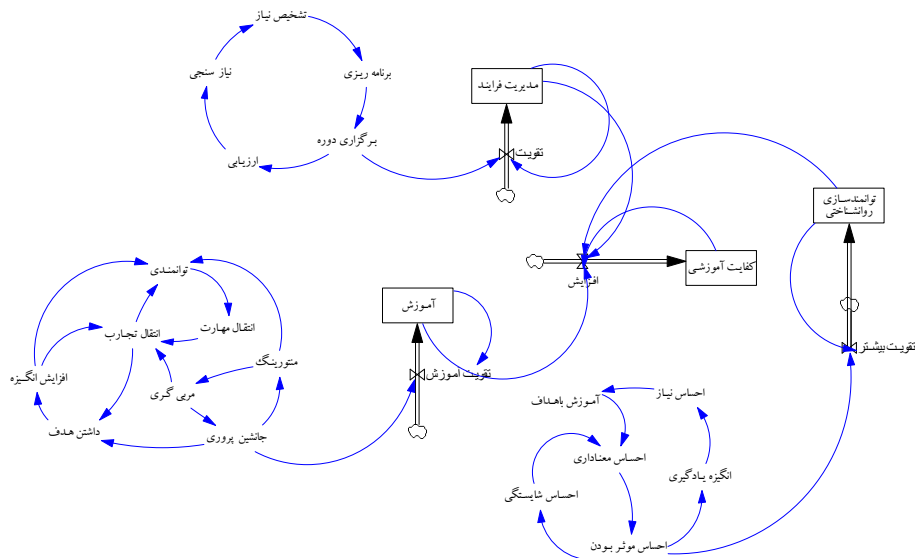 تشخیص نیاز
نیاز سنجی
برنامه ریزی
برگزاری دوره
ارزیابی
مدیریت فرایند
تقویت
توانمندسازی
روانشناختی
کفایت آموزشی
افزایش
تقویت بیشتر
توانمندی
انتقال مهارت
انتقال تجارب
افزایش انگیزه
منتورینگ
مربی گری
داشتن هدف
جانشین پروری
آموزش
تقویت اموزش
احساس نیاز
آموزش باهداف
احساس معناداری
انگیزه یادگیری
احساس شایستگی
احساس موثر بودن